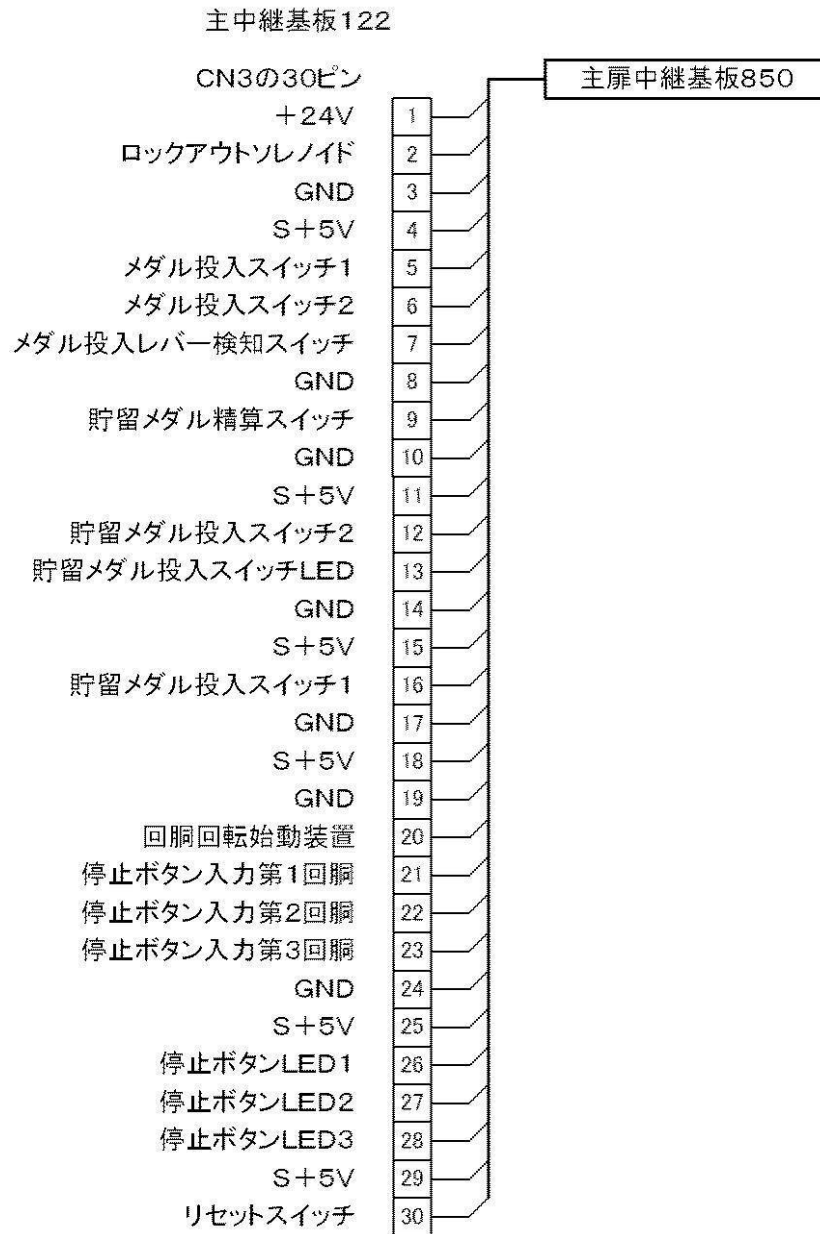 主中継基板122
CN3の30ピン
主扉中継基板850
＋24V 1
ロックアウトソレノイド 2
GND 3
S＋5V 4
メダル投入スイッチ1 5
メダル投入スイッチ2 6
メダル投入レバー検知スイッチ 7
GND 8
貯留メダル精算スイッチ 9
GND 10
S＋5V 11
貯留メダル投入スイッチ2 12
貯留メダル投入スイッチLED 13
GND 14
S＋5V 15
貯留メダル投入スイッチ1 16
GND 17
S＋5V 18
GND 19
回胴回転始動装置 20
停止ボタン入力第1回胴 21
停止ボタン入力第2回胴 22
停止ボタン入力第3回胴 23
GND 24
S＋5V 25
停止ボタンLED1 26
停止ボタンLED2 27
停止ボタンLED3 28
S＋5V 29
リセットスイッチ 30